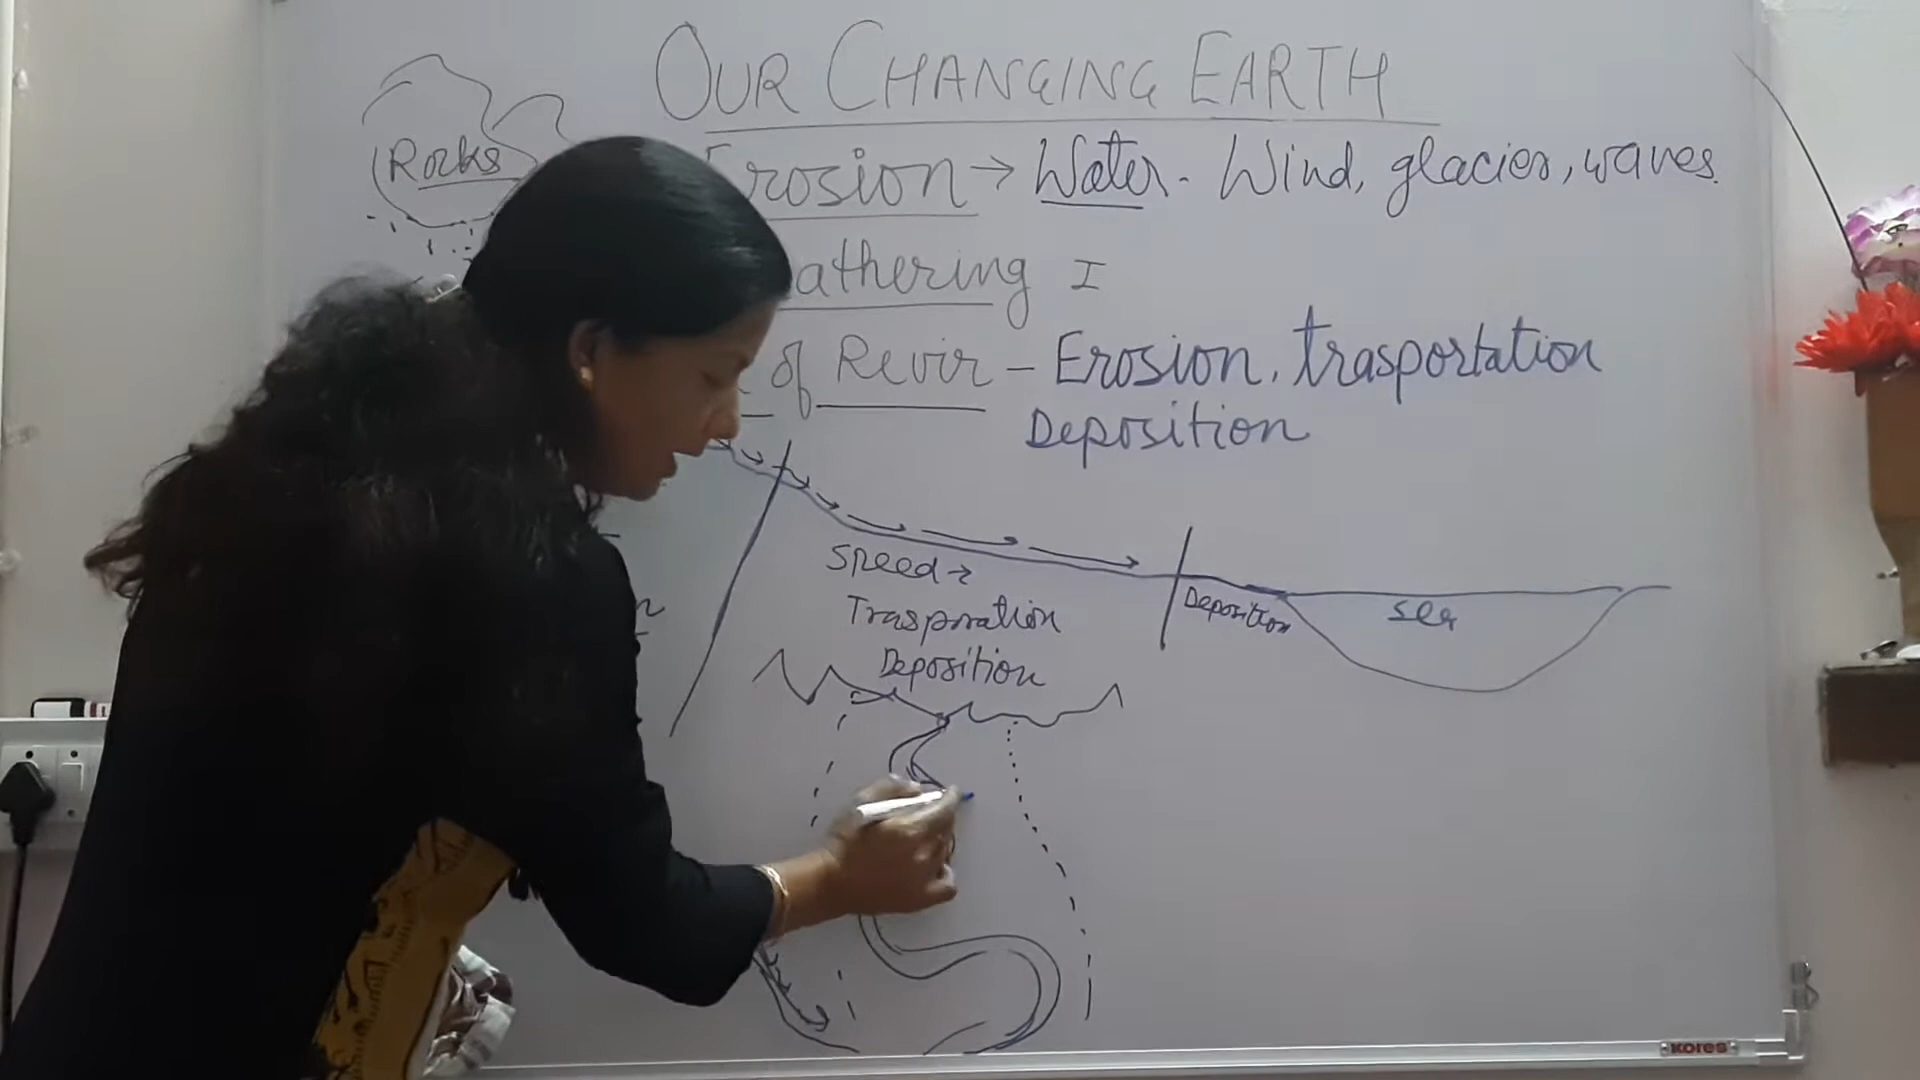 OUR CHANGING EARTH
Rocks
rosion → Water. Wind, glacier, waves.
athering I
of Revir – Erosion, trasportation
Deposition
Speed →
Deposition
Sea
Trasporation
Deposition
kores